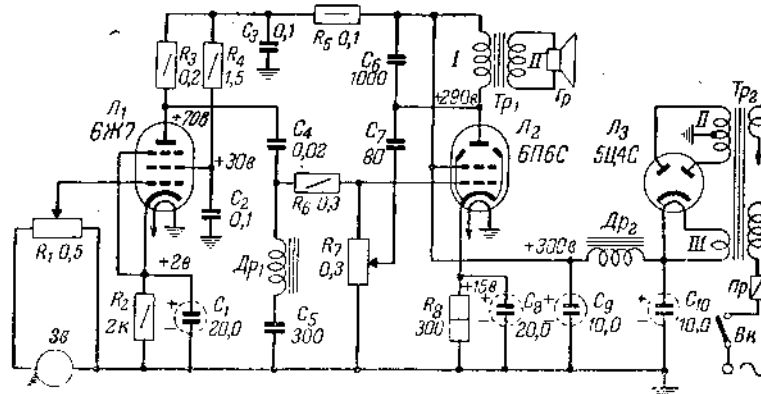 C₃ 0,1
R₅ 0,1
R₃ 0,2
R₄ 1,5
C₆ 1000
I
II
Тр₁
Гр
Л₁ 6Ж7
+70в
+290в
C₄ 0,02
C₇ 80
Л₂ 6П6С
Л₃ 5Ц4С
II
Тр₂
+30в
C₂ 0,1
R₆ 0,3
R₁ 0,5
R₇ 0,3
Др₁
Др₂
+300в
III
+2в
Пр
R₂ 2к
C₁ 20,0
C₅ 300
+15в
R₈ 300
C₈ 20,0
C₉ 10,0
C₁₀ 10,0
Вк
Зв